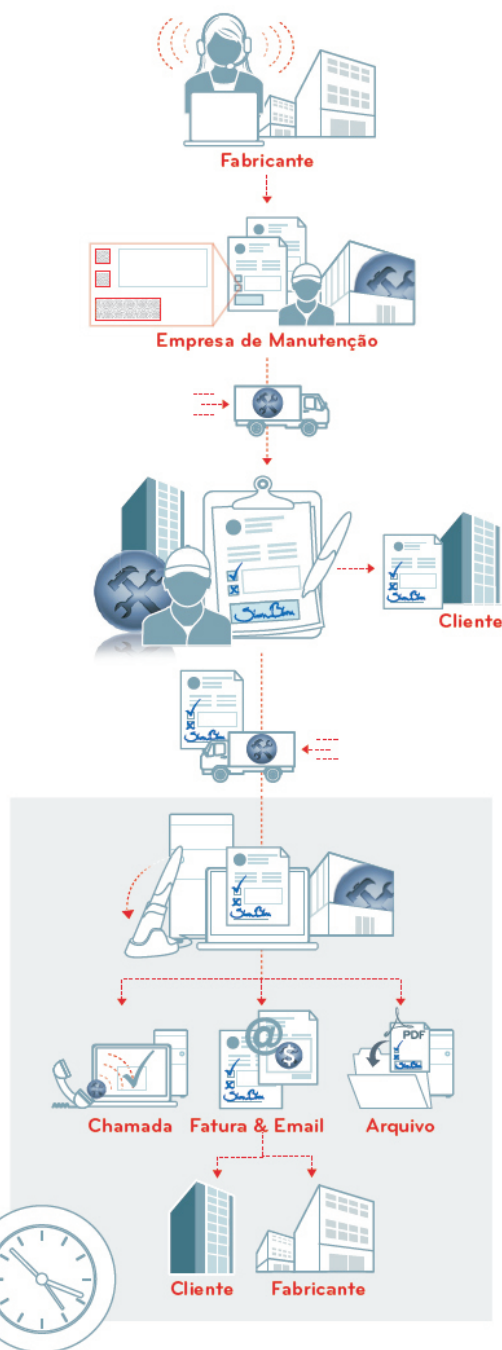 Fabricante
Empresa de Manutenção
Cliente
@
$
PDF
Chamada
Fatura & Email
Arquivo
Cliente
Fabricante